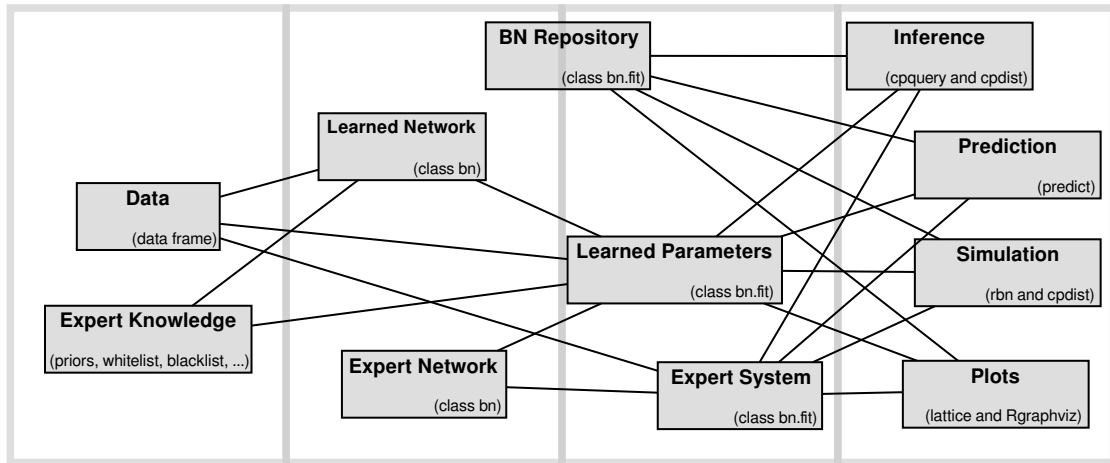 BN Repository
(class bn.fit)
Inference
(cpquery and cpdist)
Learned Network
(class bn)
Prediction
(predict)
Data
(data frame)
Learned Parameters
(class bn.fit)
Simulation
(rbn and cpdist)
Expert Knowledge
(priors, whitelist, blacklist, ...)
Expert Network
(class bn)
Expert System
(class bn.fit)
Plots
(lattice and Rgraphviz)